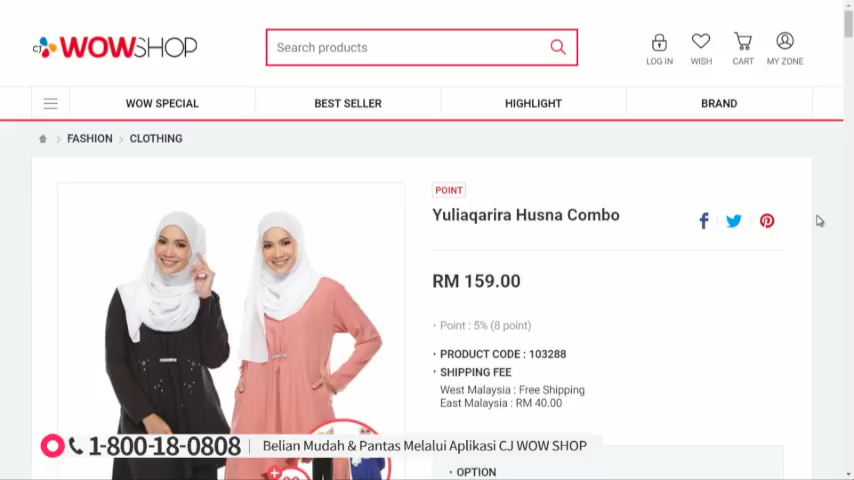 CJ WOWSHOP
Search products
LOG IN
WISH
CART
MY ZONE
WOW SPECIAL
BEST SELLER
HIGHLIGHT
BRAND
FASHION
CLOTHING
POINT
Yuliaqarira Husna Combo
RM 159.00
· Point : 5% (8 point)
· PRODUCT CODE : 103288
· SHIPPING FEE
West Malaysia : Free Shipping
East Malaysia : RM 40.00
1-800-18-0808 | Belian Mudah & Pantas Melalui Aplikasi CJ WOW SHOP
· OPTION